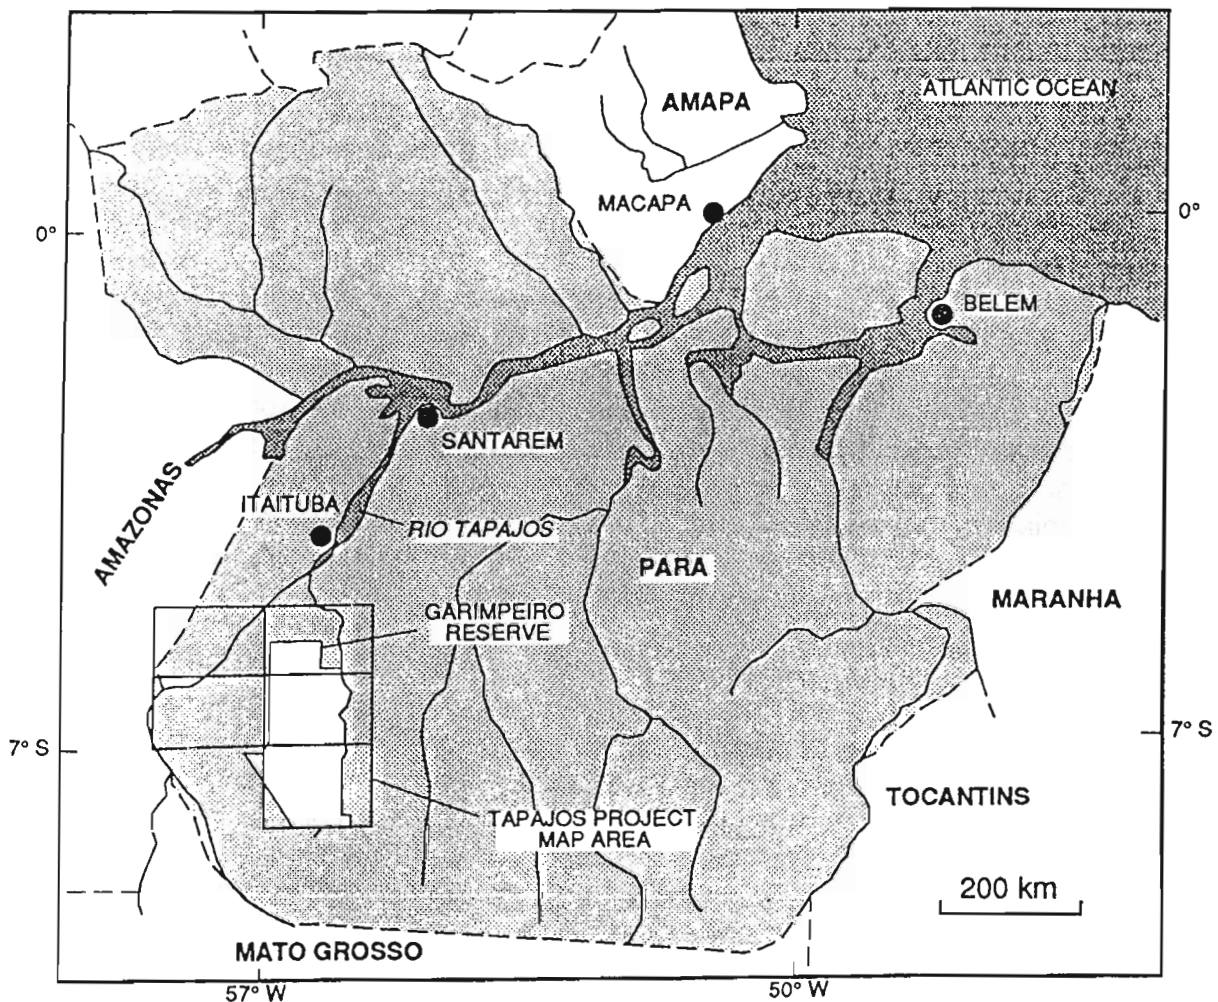 ATLANTIC OCEAN
AMAPA
MACAPA
0°
0°
BELEM
SANTAREM
AMAZONAS
ITAITUBA
RIO TAPAJOS
PARA
MARANHA
GARIMPEIRO
RESERVE
7° S
7° S
TOCANTINS
TAPAJOS PROJECT
MAP AREA
200 km
MATO GROSSO
57° W
50° W